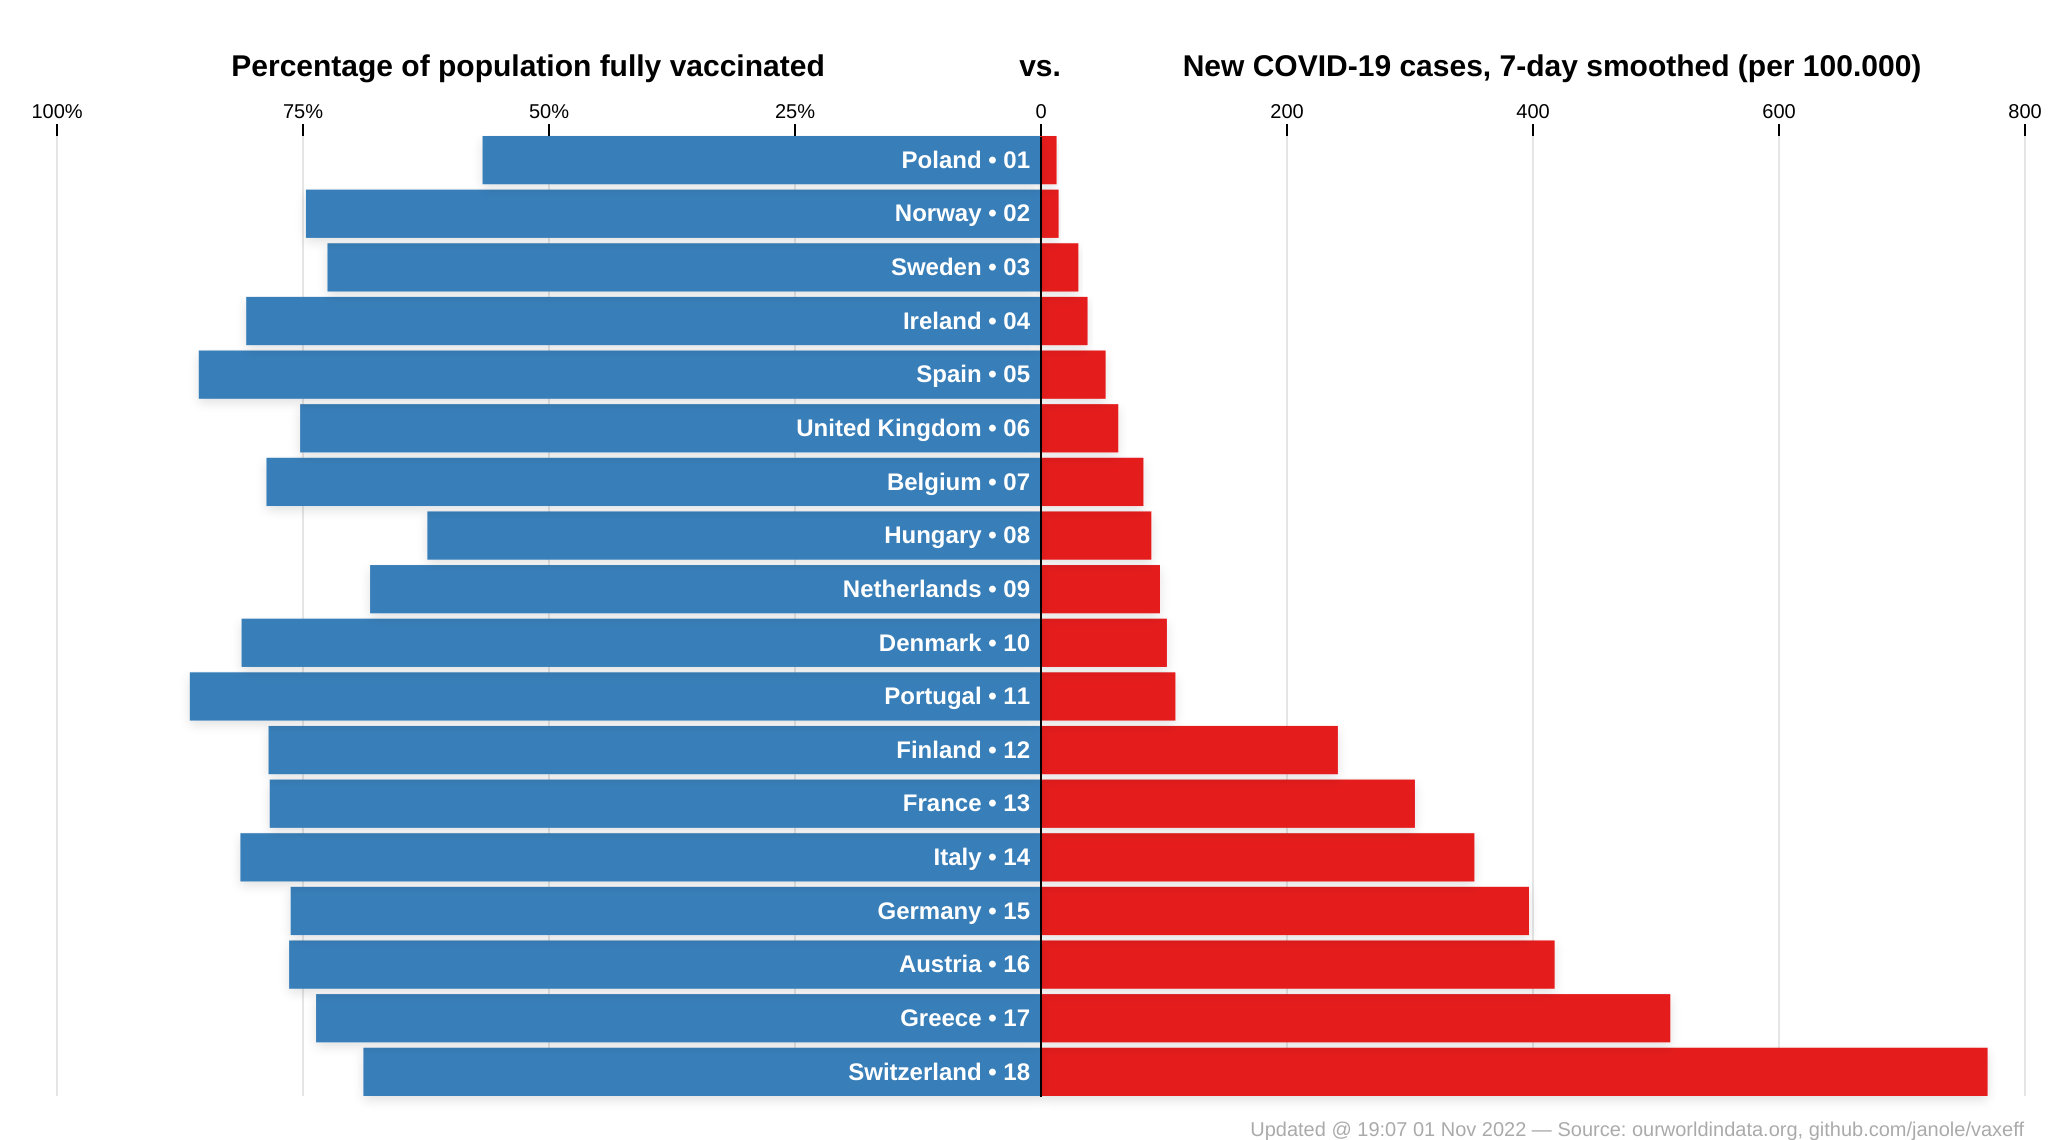 Percentage of population fully vaccinated vs. New COVID-19 cases, 7-day smoothed (per 100.000)
100% 75% 50% 25% 0 200 400 600 800
Poland • 01
Norway • 02
Sweden • 03
Ireland • 04
Spain • 05
United Kingdom • 06
Belgium • 07
Hungary • 08
Netherlands • 09
Denmark • 10
Portugal • 11
Finland • 12
France • 13
Italy • 14
Germany • 15
Austria • 16
Greece • 17
Switzerland • 18
Updated @ 19:07 01 Nov 2022 — Source: ourworldindata.org, github.com/janole/vaxeff